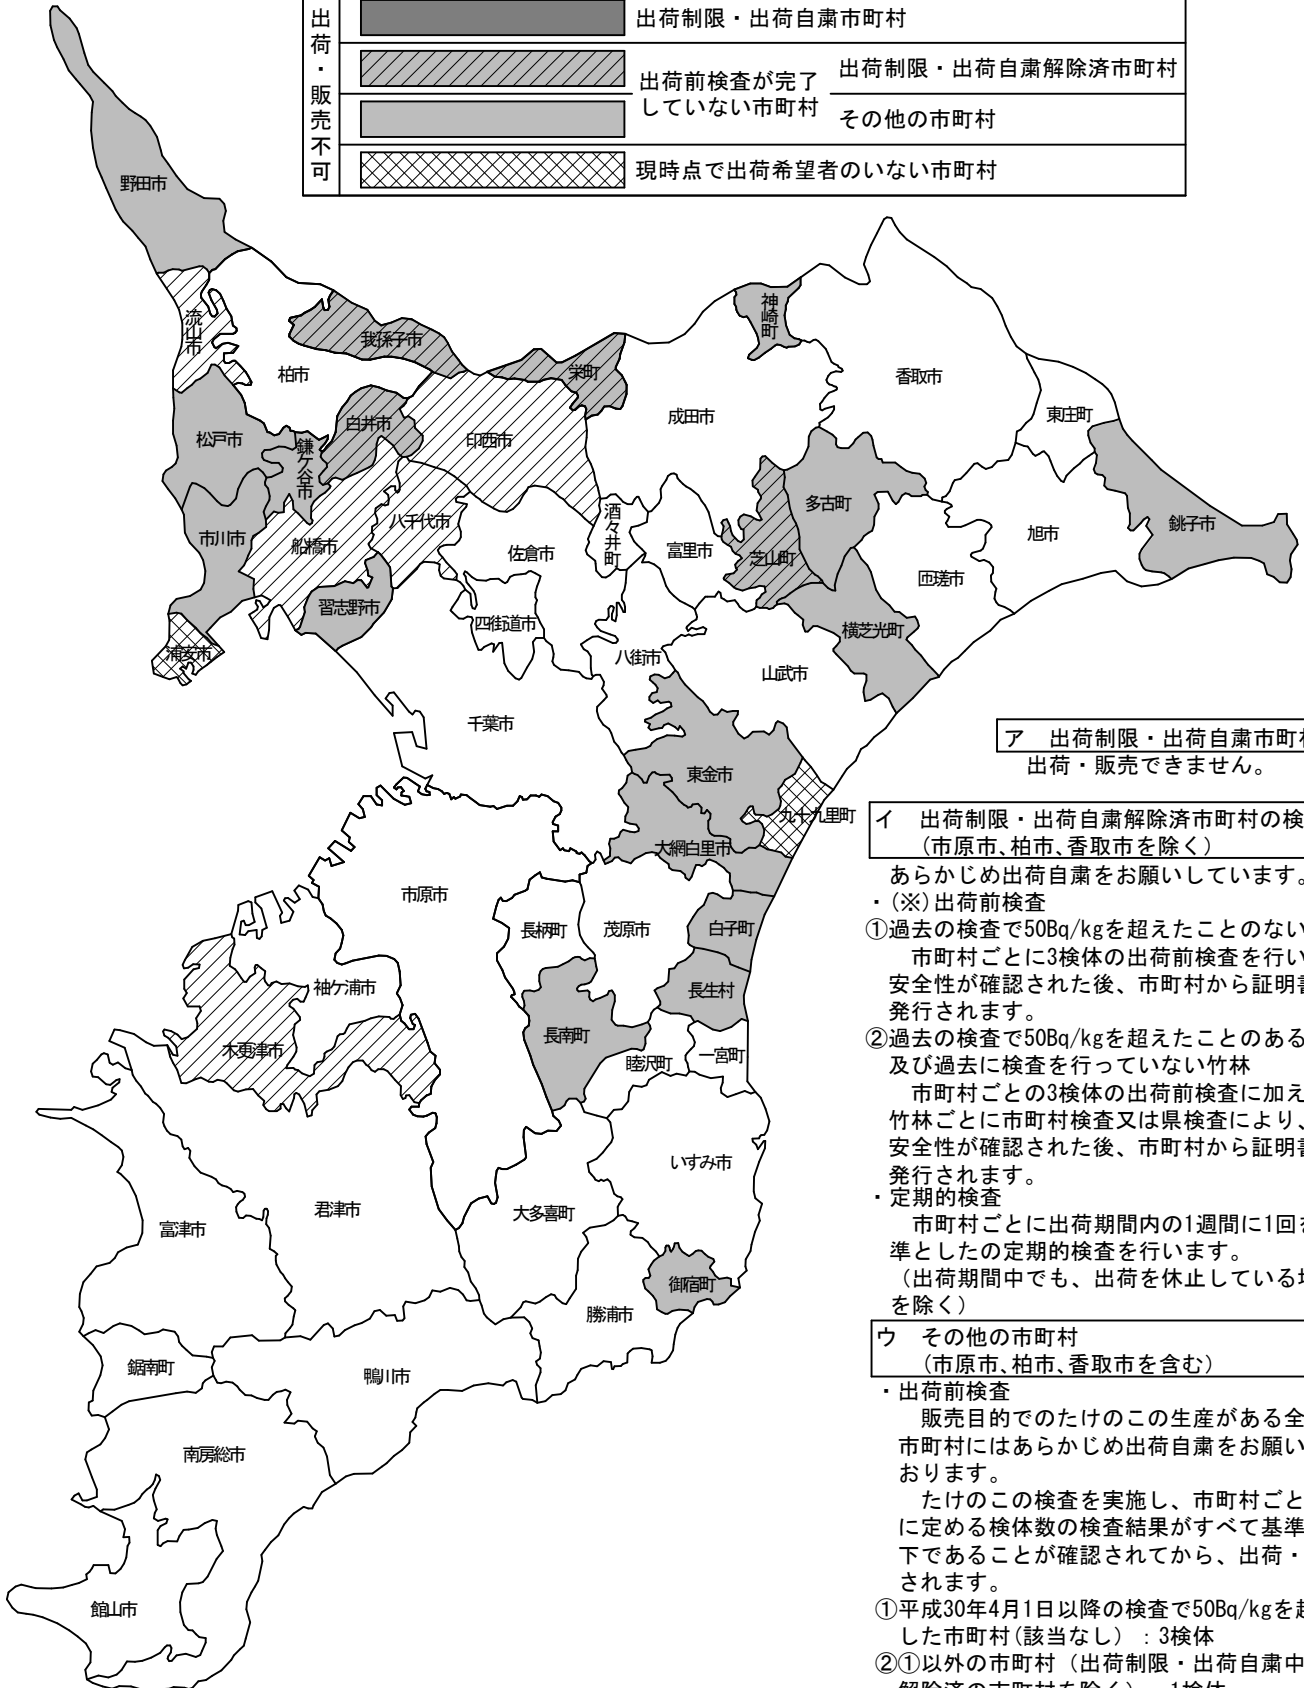 出荷・販売不可
出荷制限・出荷自粛市町村
出荷前検査が完了
していない市町村
出荷制限・出荷自粛解除済市町村
その他の市町村
現時点で出荷希望者のいない市町村
野田市
流山市
柏市
我孫子市
栄町
神崎町
香取市
東庄町
成田市
松戸市
鎌ケ谷市
白井市
印西市
多古町
銚子市
旭市
市川市
船橋市
八千代市
佐倉市
酒々井町
富里市
芝山町
匝瑳市
習志野市
四街道市
横芝光町
浦安市
八街市
山武市
千葉市
東金市
九十九里町
大網白里市
市原市
長柄町
茂原市
白子町
袖ケ浦市
長生村
木更津市
長南町
睦沢町
一宮町
いすみ市
富津市
君津市
大多喜町
御宿町
勝浦市
鋸南町
鴨川市
南房総市
館山市
ア　出荷制限・出荷自粛市町村
出荷・販売できません。
イ　出荷制限・出荷自粛解除済市町村の検
（市原市、柏市、香取市を除く）
あらかじめ出荷自粛をお願いしています。
・(※)出荷前検査
①過去の検査で50Bq/kgを超えたことのない
市町村ごとに3検体の出荷前検査を行い
安全性が確認された後、市町村から証明書
発行されます。
②過去の検査で50Bq/kgを超えたことのある
及び過去に検査を行っていない竹林
市町村ごとの3検体の出荷前検査に加え
竹林ごとに市町村検査又は県検査により、
安全性が確認された後、市町村から証明書
発行されます。
・定期的検査
市町村ごとに出荷期間内の1週間に1回を
準としたの定期的検査を行います。
（出荷期間中でも、出荷を休止している場
を除く）
ウ　その他の市町村
（市原市、柏市、香取市を含む）
・出荷前検査
販売目的でのたけのこの生産がある全
市町村にはあらかじめ出荷自粛をお願い
おります。
たけのこの検査を実施し、市町村ごと
に定める検体数の検査結果がすべて基準
下であることが確認されてから、出荷・
されます。
①平成30年4月1日以降の検査で50Bq/kgを超
した市町村(該当なし）：3検体
②①以外の市町村（出荷制限・出荷自粛中
解除済の市町村を除く）：1検体